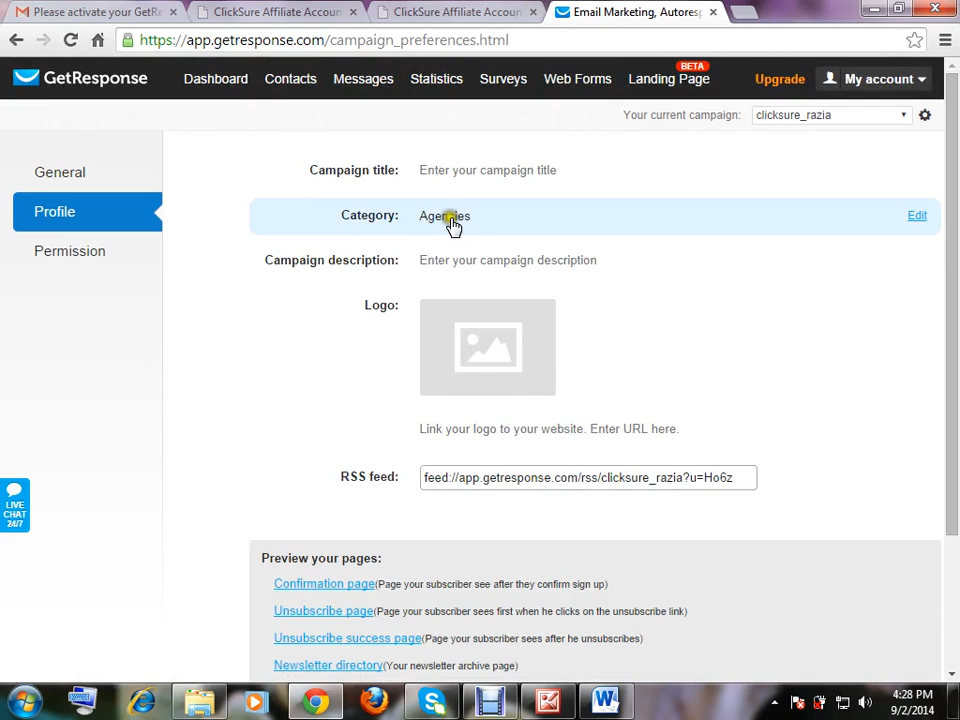 Please activate your GetRe
ClickSure Affiliate Accoun
ClickSure Affiliate Accoun
Email Marketing, Autoresp
https://app.getresponse.com/campaign_preferences.html
GetResponse
Dashboard
Contacts
Messages
Statistics
Surveys
Web Forms
BETA
Landing Page
Upgrade
My account
Your current campaign:
clicksure_razia
General
Profile
Permission
Campaign title:
Enter your campaign title
Category:
Agencies
Edit
Campaign description:
Enter your campaign description
Logo:
Link your logo to your website. Enter URL here.
RSS feed:
feed://app.getresponse.com/rss/clicksure_razia?u=Ho6z
LIVE
CHAT
24/7
Preview your pages:
Confirmation page(Page your subscriber see after they confirm sign up)
Unsubscribe page(Page your subscriber sees first when he clicks on the unsubscribe link)
Unsubscribe success page(Page your subscriber sees after he unsubscribes)
Newsletter directory(Your newsletter archive page)
4:28 PM
9/2/2014